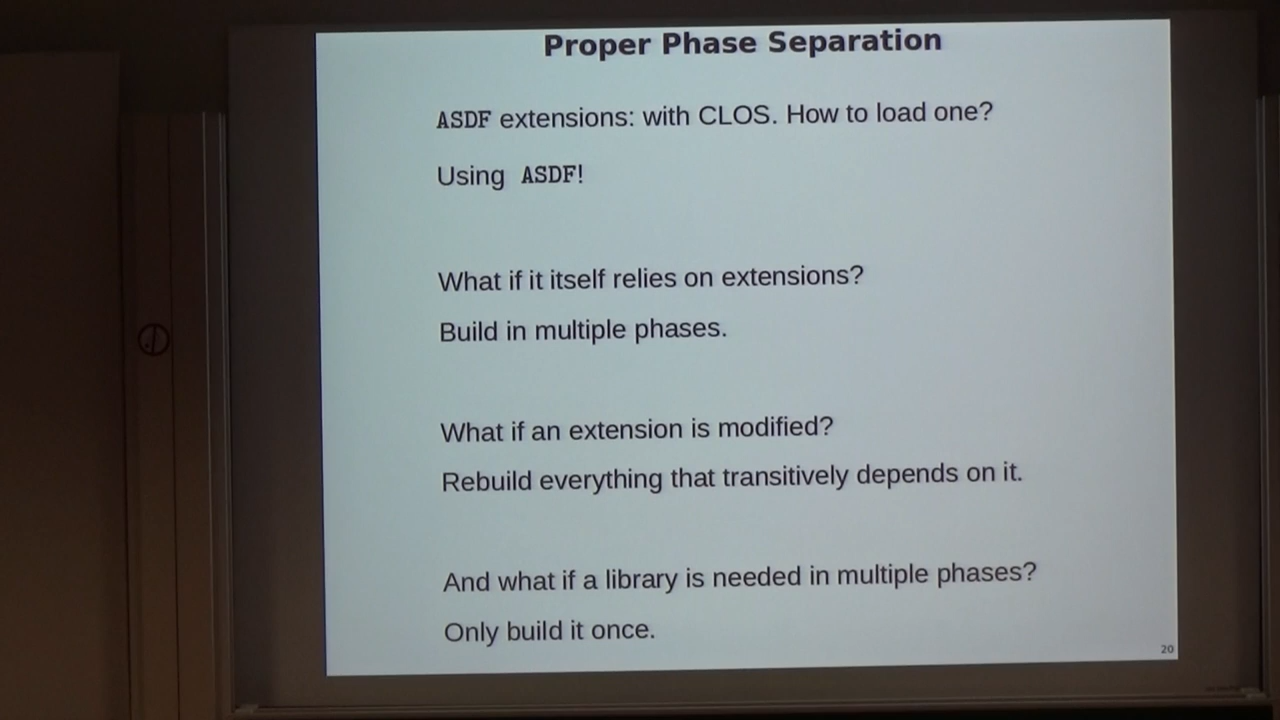 Proper Phase Separation
ASDF extensions: with CLOS. How to load one?
Using ASDF!
What if it itself relies on extensions?
Build in multiple phases.
What if an extension is modified?
Rebuild everything that transitively depends on it.
And what if a library is needed in multiple phases?
Only build it once.
20